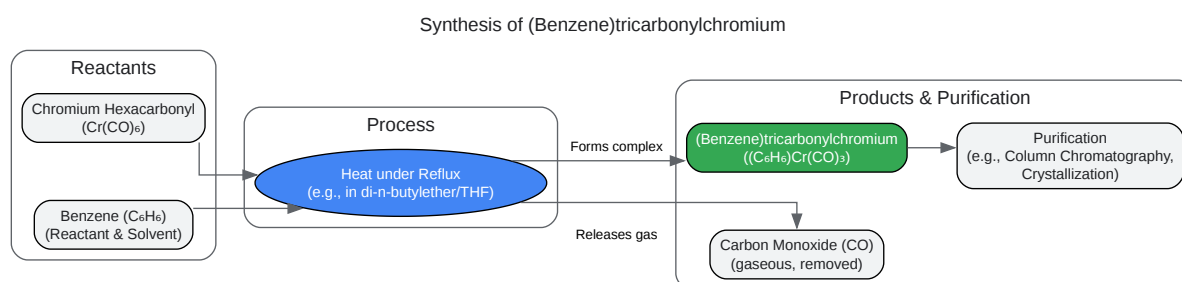 Synthesis of (Benzene)tricarbonylchromium
Reactants
Chromium Hexacarbonyl
(Cr(CO)₆)
Benzene (C₆H₆)
(Reactant & Solvent)
Process
Heat under Reflux
(e.g., in di-n-butylether/THF)
Forms complex
Releases gas
Products & Purification
(Benzene)tricarbonylchromium
((C₆H₆)Cr(CO)₃)
Purification
(e.g., Column Chromatography,
Crystallization)
Carbon Monoxide (CO)
(gaseous, removed)